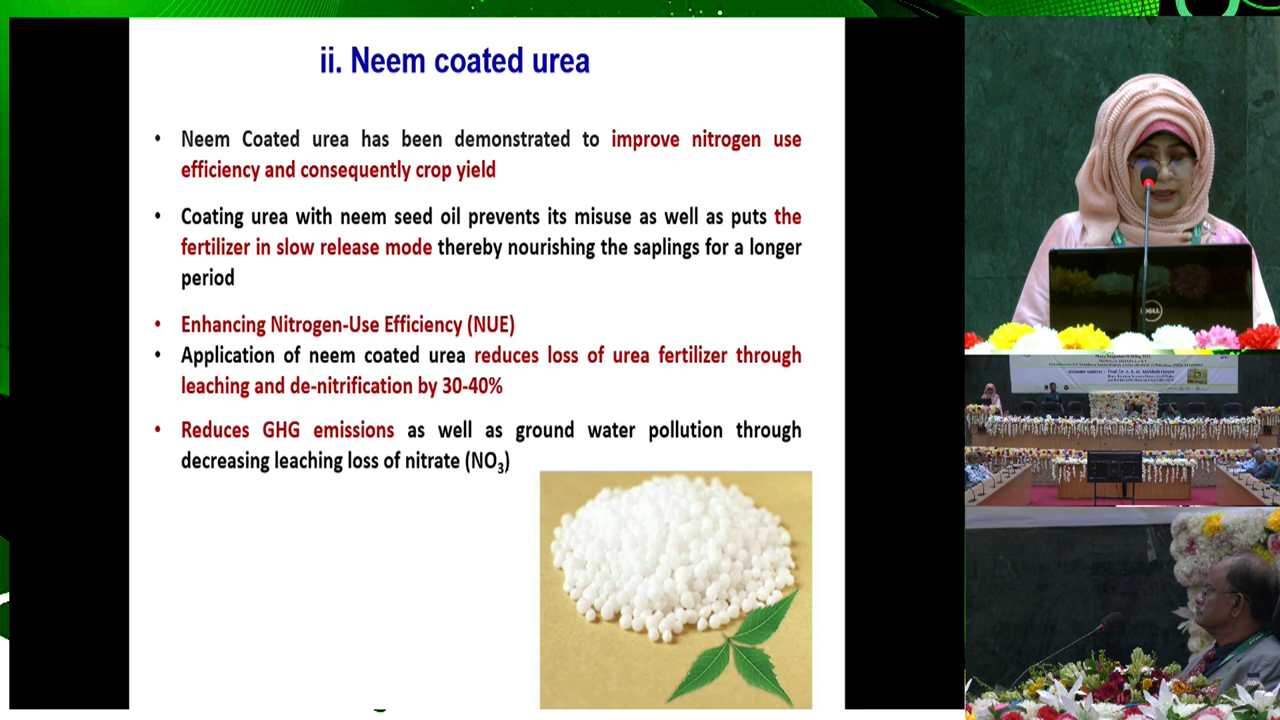 ii. Neem coated urea
• Neem Coated urea has been demonstrated to improve nitrogen use
efficiency and consequently crop yield
• Coating urea with neem seed oil prevents its misuse as well as puts the
fertilizer in slow release mode thereby nourishing the saplings for a longer
period
• Enhancing Nitrogen-Use Efficiency (NUE)
• Application of neem coated urea reduces loss of urea fertilizer through
leaching and de-nitrification by 30-40%
• Reduces GHG emissions as well as ground water pollution through
decreasing leaching loss of nitrate (NO₃)
DELL